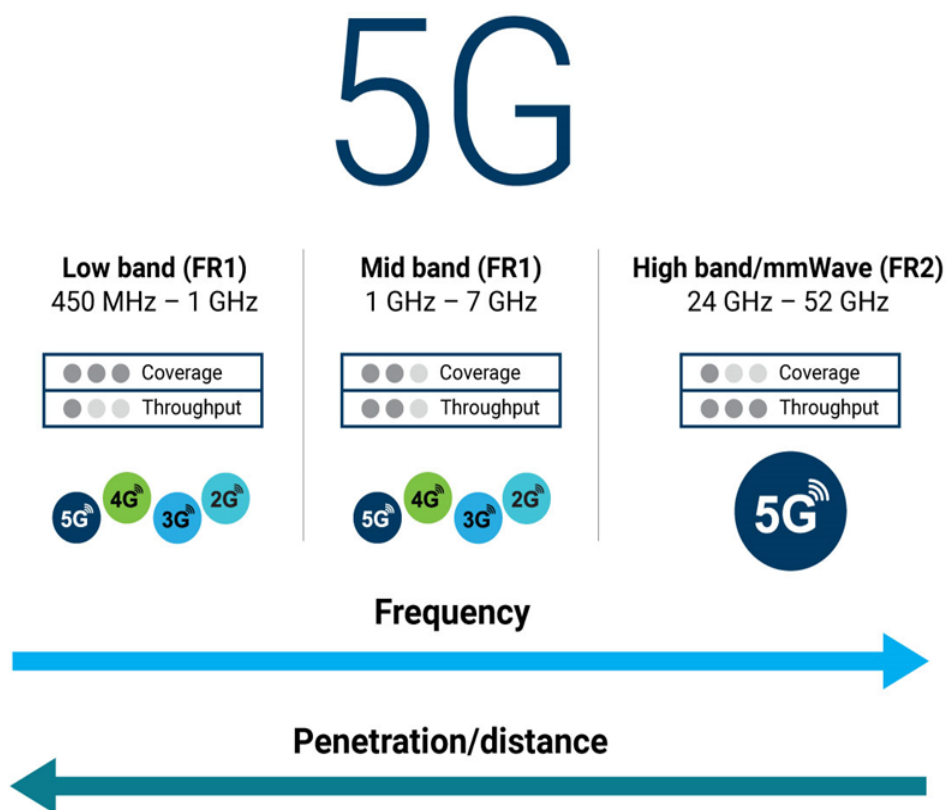 5G
Low band (FR1)
450 MHz – 1 GHz
Coverage
Throughput
5G
4G
3G
2G
Mid band (FR1)
1 GHz – 7 GHz
Coverage
Throughput
5G
4G
3G
2G
High band/mmWave (FR2)
24 GHz – 52 GHz
Coverage
Throughput
5G
Frequency
Penetration/distance